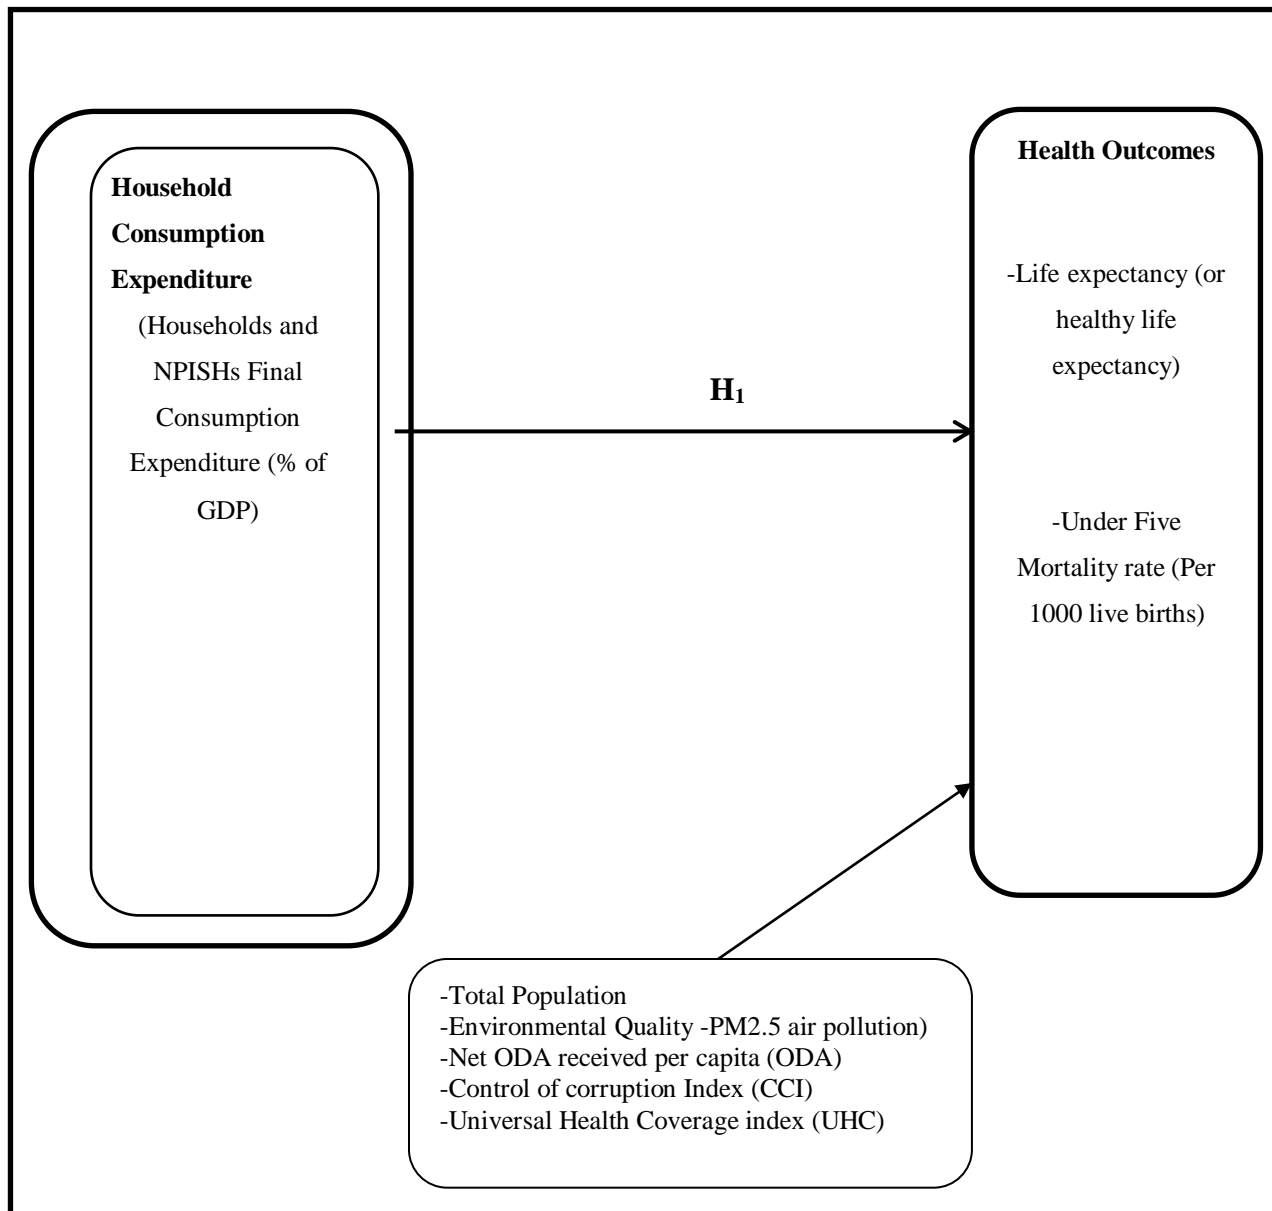 Household
Consumption
Expenditure
(Households and
NPISHs Final
Consumption
Expenditure (% of
GDP)
H₁
Health Outcomes
-Life expectancy (or
healthy life
expectancy)
-Under Five
Mortality rate (Per
1000 live births)
-Total Population
-Environmental Quality -PM2.5 air pollution)
-Net ODA received per capita (ODA)
-Control of corruption Index (CCI)
-Universal Health Coverage index (UHC)